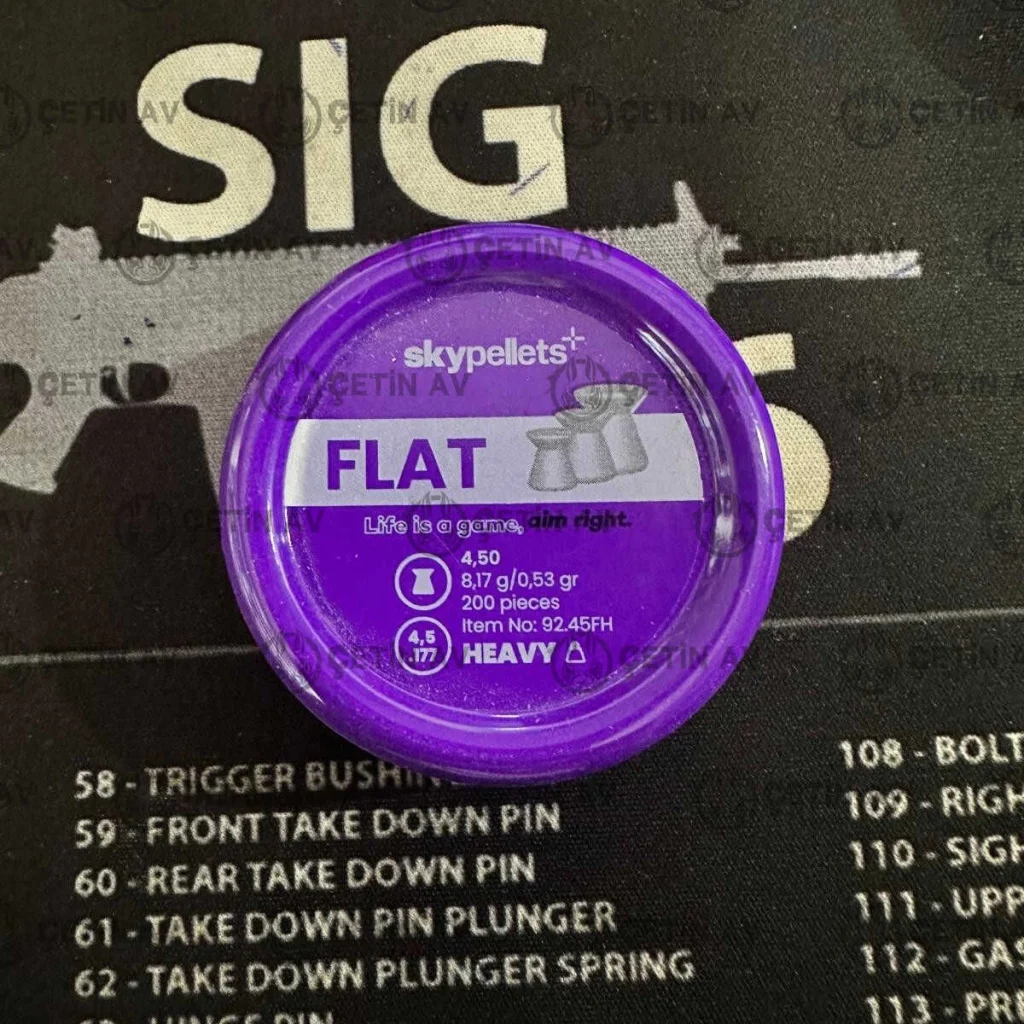 SIG
skypellets+
FLAT
Life is a game, aim right.
4,50
8,17 g/0,53 gr
200 pieces
Item No: 92.45FH
4,5
.177
HEAVY
58 - TRIGGER BUSHIN
59 - FRONT TAKE DOWN PIN
60 - REAR TAKE DOWN PIN
61 - TAKE DOWN PIN PLUNGER
62 - TAKE DOWN PLUNGER SPRING
HINGE PIN
108 - BOLT
109 - RIGH
110 - SIGH
111 - UPP
112 - GAS
113 - PRE
ÇETİN AV